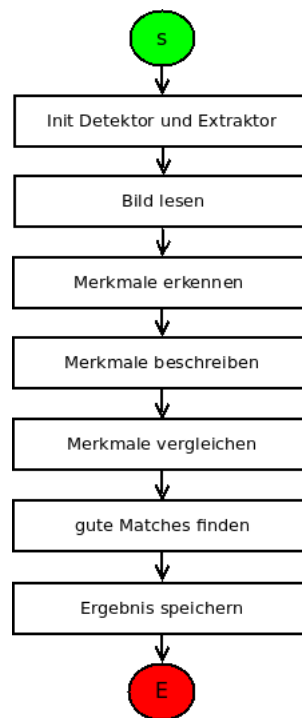 s
Init Detektor und Extraktor
Bild lesen
Merkmale erkennen
Merkmale beschreiben
Merkmale vergleichen
gute Matches finden
Ergebnis speichern
E